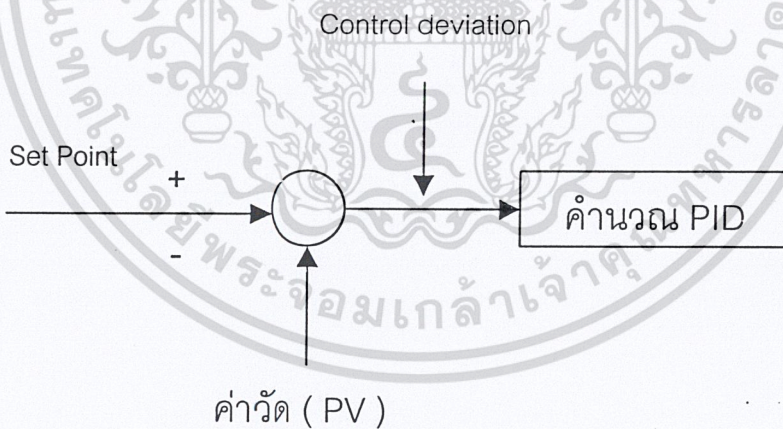 Control deviation
Set Point
+
-
คำนวณ PID
ค่าวัด ( PV )